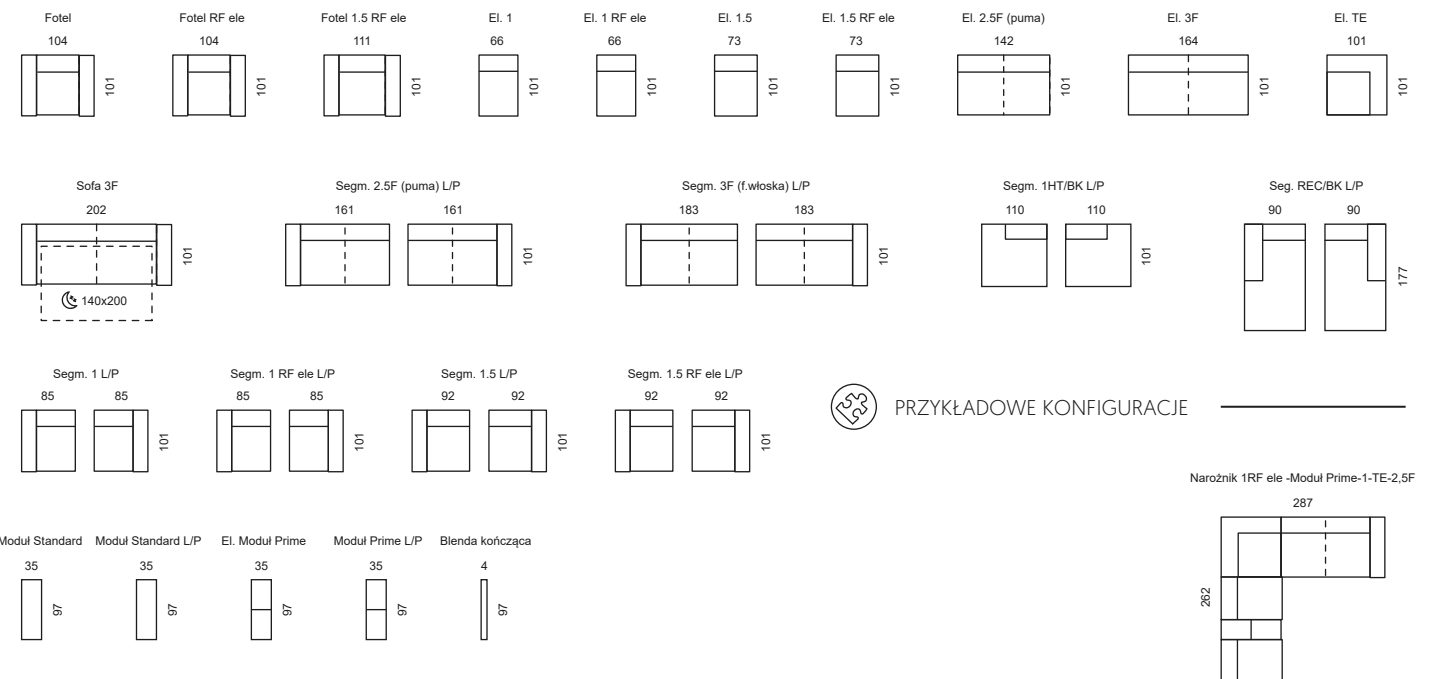 Fotel Fotel RF ele Fotel 1.5 RF ele El. 1 El. 1 RF ele El. 1.5 El. 1.5 RF ele El. 2.5F (puma) El. 3F El. TE
104 104 111 66 66 73 73 142 164 101
101 101 101 101 101 101 101 101 101 101
Sofa 3F Segm. 2.5F (puma) L/P Segm. 3F (f.włoska) L/P Segm. 1HT/BK L/P Seg. REC/BK L/P
202 161 161 183 183 110 110 90 90
101 101 101 101 177
140x200
Segm. 1 L/P Segm. 1 RF ele L/P Segm. 1.5 L/P Segm. 1.5 RF ele L/P
85 85 85 85 92 92 92 92
101 101 101 101
PRZYKŁADOWE KONFIGURACJE
Narożnik 1RF ele -Moduł Prime-1-TE-2,5F
287
262
Moduł Standard Moduł Standard L/P El. Moduł Prime Moduł Prime L/P Blenda kończąca
35 35 35 35 4
97 97 97 97 97